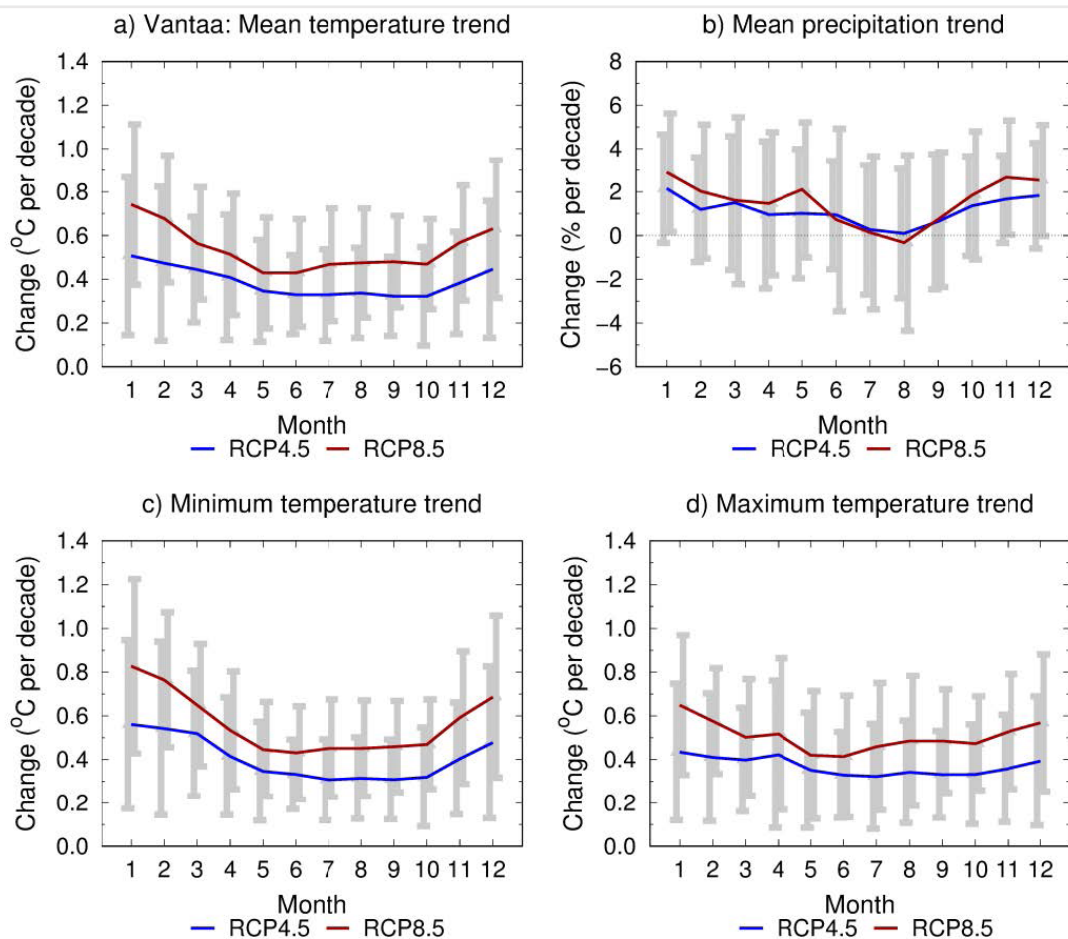 a) Vantaa: Mean temperature trend
Change (°C per decade)
1.4
1.2
1.0
0.8
0.6
0.4
0.2
0.0
1 2 3 4 5 6 7 8 9 10 11 12
Month
RCP4.5 RCP8.5
b) Mean precipitation trend
Change (% per decade)
8
6
4
2
0
−2
−4
−6
1 2 3 4 5 6 7 8 9 10 11 12
Month
RCP4.5 RCP8.5
c) Minimum temperature trend
Change (°C per decade)
1.4
1.2
1.0
0.8
0.6
0.4
0.2
0.0
1 2 3 4 5 6 7 8 9 10 11 12
Month
RCP4.5 RCP8.5
d) Maximum temperature trend
Change (°C per decade)
1.4
1.2
1.0
0.8
0.6
0.4
0.2
0.0
1 2 3 4 5 6 7 8 9 10 11 12
Month
RCP4.5 RCP8.5